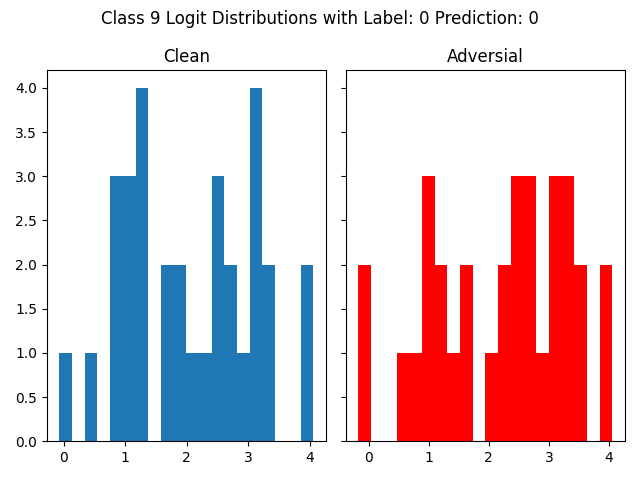 Class 9 Logit Distributions with Label: 0 Prediction: 0
Clean
Adversial
4.0
3.5
3.0
2.5
2.0
1.5
1.0
0.5
0.0
0 1 2 3 4
0 1 2 3 4